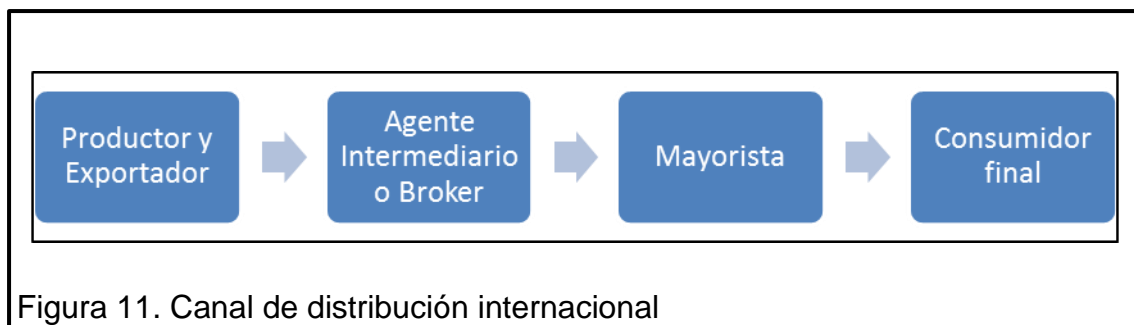 Productor y
Exportador
Agente
Intermediario
o Broker
Mayorista
Consumidor
final
Figura 11. Canal de distribución internacional